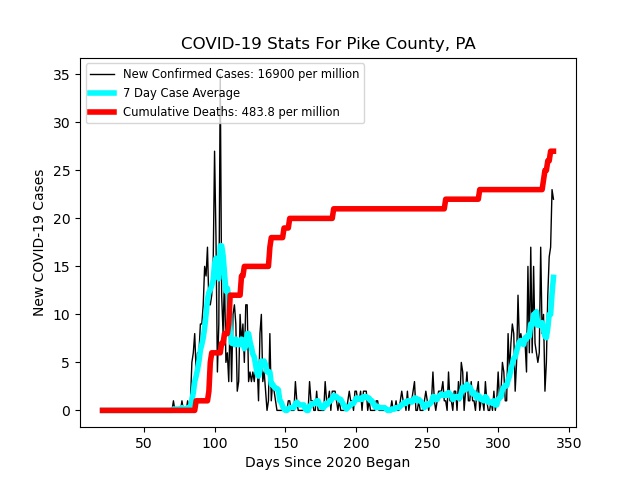 COVID-19 Stats For Pike County, PA
New Confirmed Cases: 16900 per million
7 Day Case Average
Cumulative Deaths: 483.8 per million
New COVID-19 Cases
35
30
25
20
15
10
5
0
50
100
150
200
250
300
350
Days Since 2020 Began